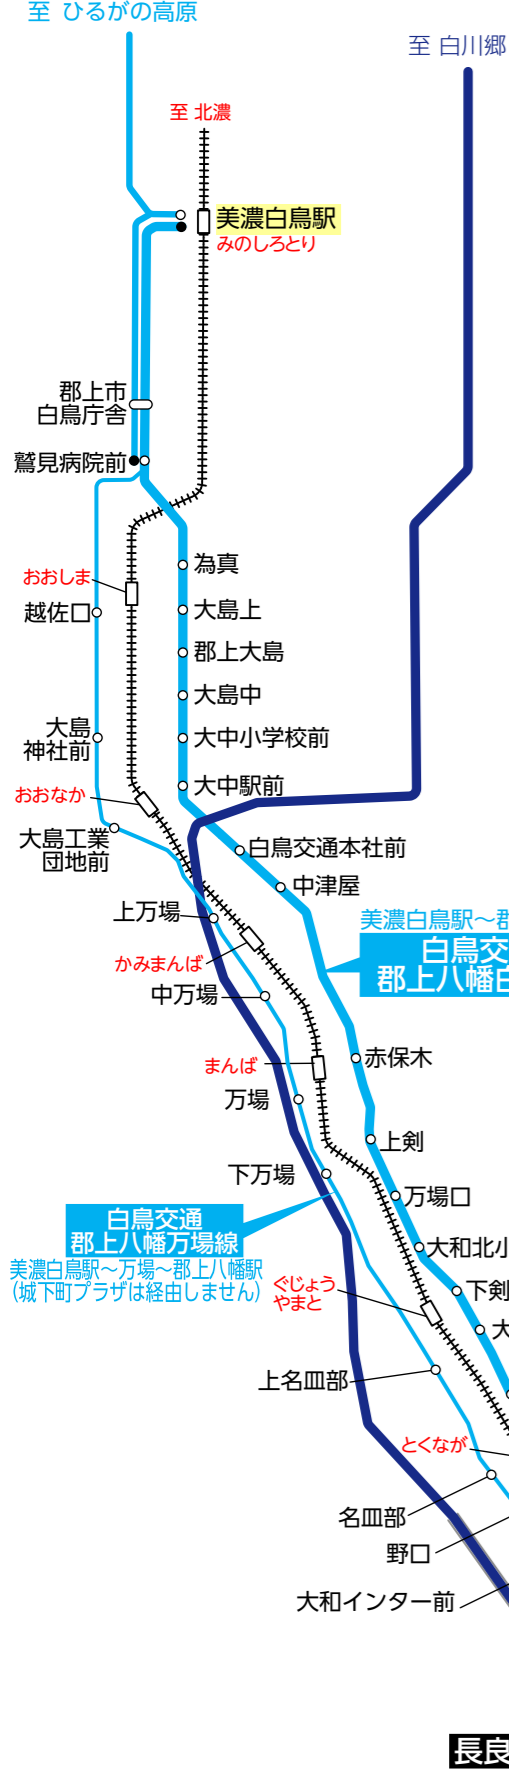 至 ひるがの高原
至 白川郷
至 北濃
美濃白鳥駅
みのしろとり
郡上市
白鳥庁舎
鷲見病院前
為真
おおしま
越佐口
大島上
郡上大島
大島中
大島
神社前
大中小学校前
大中駅前
おおなか
大島工業
団地前
白鳥交通本社前
中津屋
上万場
美濃白鳥駅～
白鳥交
郡上八幡
かみまんば
中万場
赤保木
まんば
万場
上剣
下万場
万場口
白鳥交通
郡上八幡万場線
美濃白鳥駅～万場～郡上八幡駅
（城下町プラザは経由しません）
大和北小
ぐじょう
やまと
下剣
大
上名皿部
とくなが
名皿部
野口
大和インター前
長良